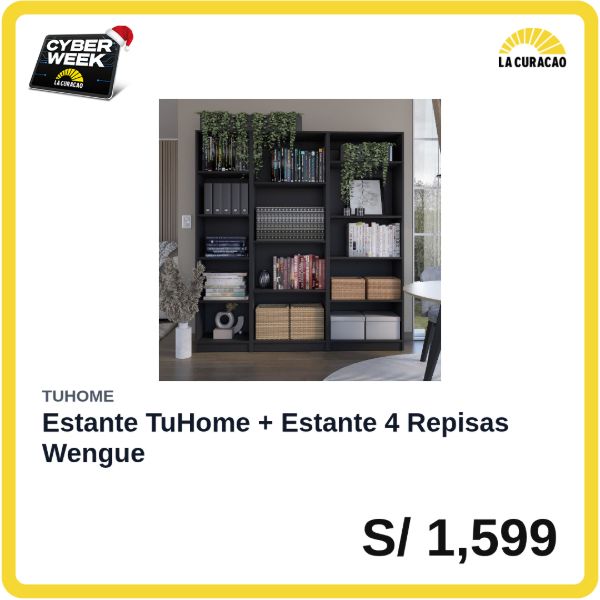 CYBER
WEEK
LA CURACAO
LA CURACAO
TUHOME
Estante TuHome + Estante 4 Repisas
Wengue
S/ 1,599